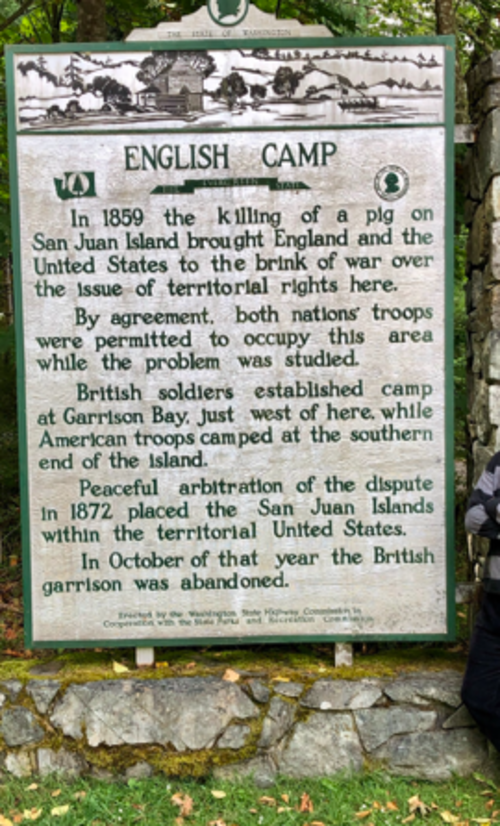 THE STATE OF WASHINGTON
ENGLISH CAMP
THE EVERGREEN STATE
In 1859 the killing of a pig on
San Juan Island brought England and the
United States to the brink of war over
the issue of territorial rights here.
By agreement, both nations' troops
were permitted to occupy this area
while the problem was studied.
British soldiers established camp
at Garrison Bay, just west of here, while
American troops camped at the southern
end of the island.
Peaceful arbitration of the dispute
in 1872 placed the San Juan Islands
within the territorial United States.
In October of that year the British
garrison was abandoned.
Erected by the Washington State Highway Commission in
Cooperation with the State Parks and Recreation Commission